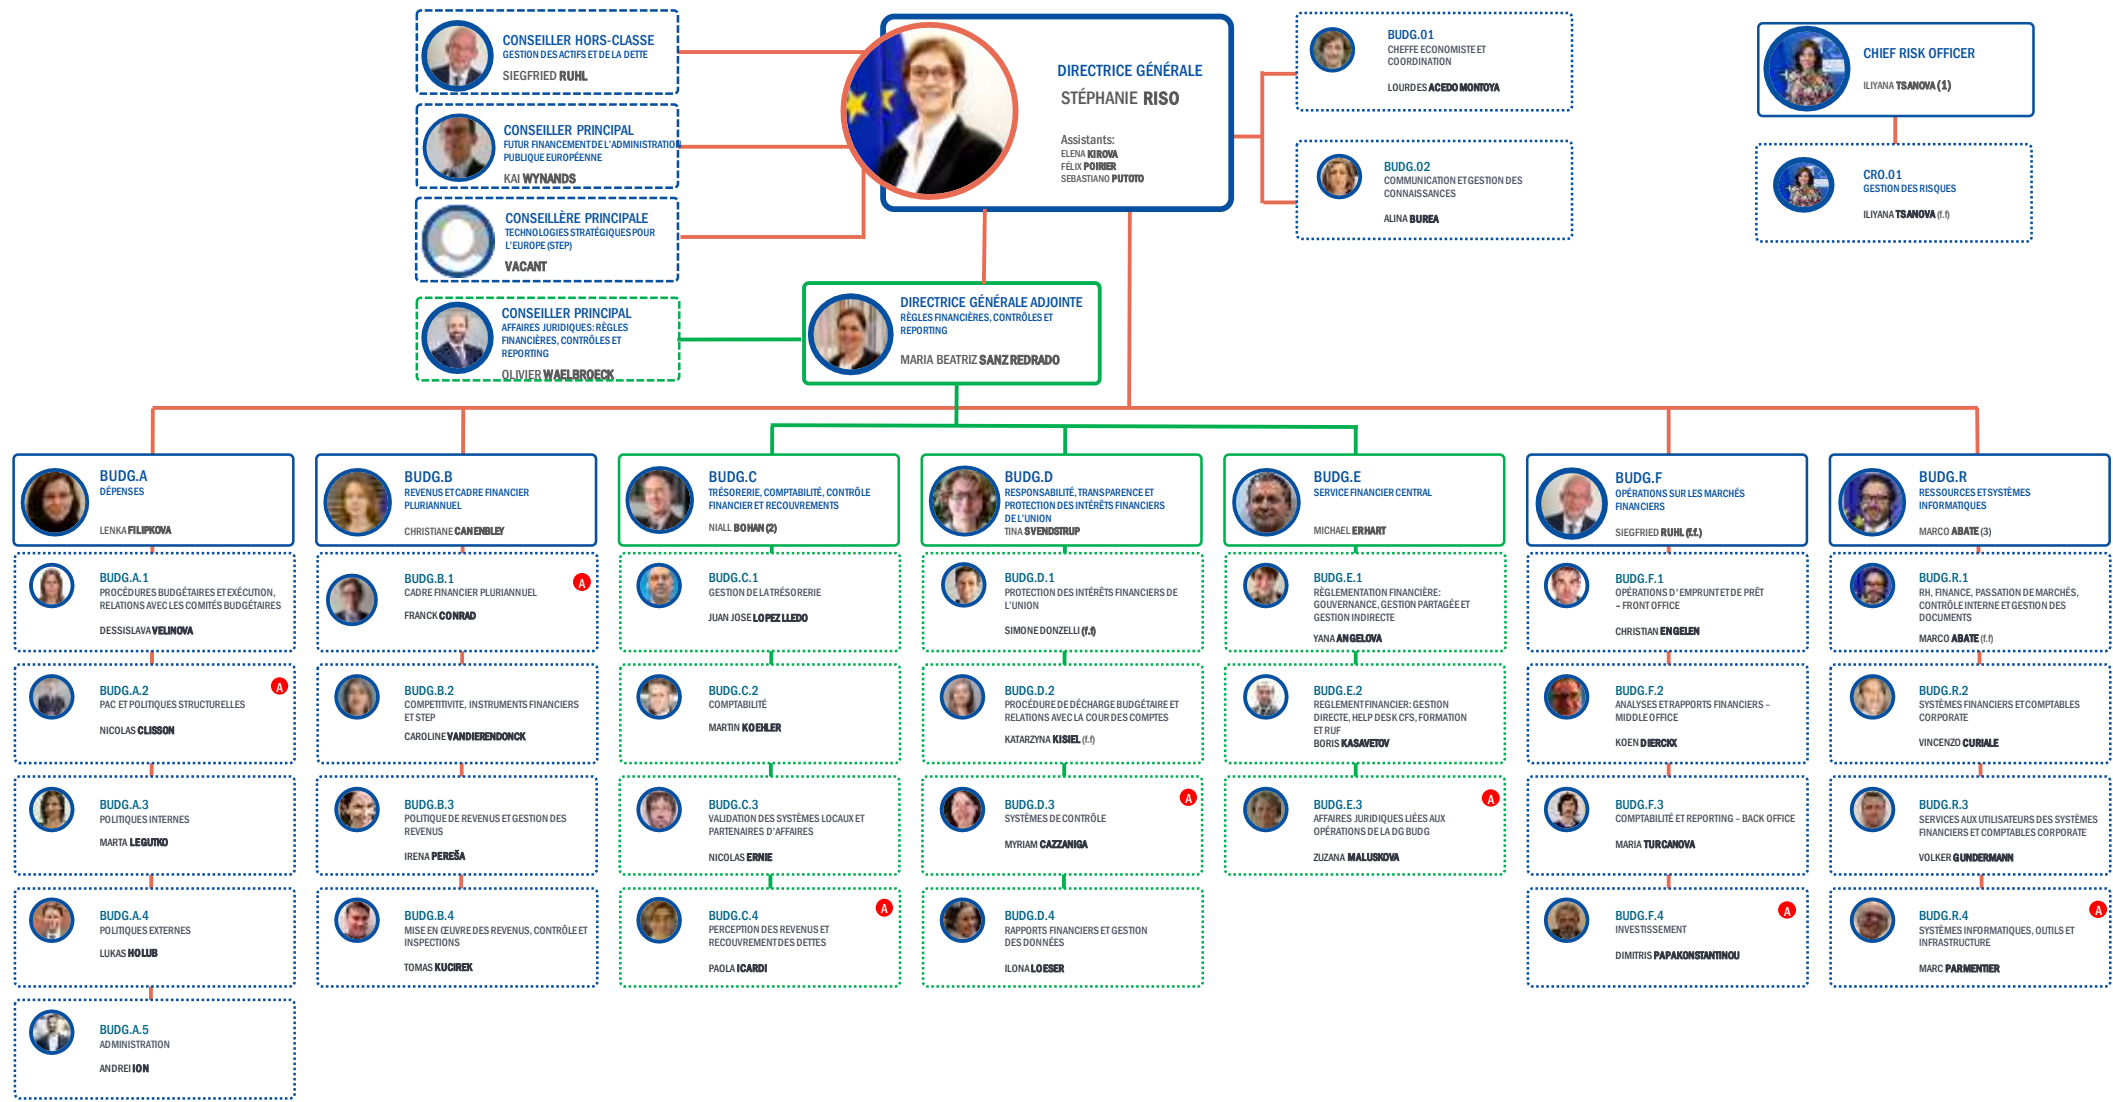 CONSEILLER HORS-CLASSE
GESTION DES ACTIFS ET DE LA DETTE
SIEGFRIED RUHL
CONSEILLER PRINCIPAL
FUTUR FINANCEMENT DE L'ADMINISTRATION
PUBLIQUE EUROPÉENNE
KAI WYNANDS
CONSEILLÈRE PRINCIPALE
TECHNOLOGIES STRATÉGIQUES POUR
L'EUROPE (STEP)
VACANT
CONSEILLER PRINCIPAL
AFFAIRES JURIDIQUES: RÈGLES
FINANCIÈRES, CONTRÔLES ET
REPORTING
OLIVIER WAELBROECK
DIRECTRICE GÉNÉRALE
STÉPHANIE RISO
Assistants:
ELENA KIROVA
FÉLIX POIRIER
SEBASTIANO PUTOTO
DIRECTRICE GÉNÉRALE ADJOINTE
RÈGLES FINANCIÈRES, CONTRÔLES ET
REPORTING
MARIA BEATRIZ SANZ REDRADO
BUDG.01
CHEFFE ECONOMISTE ET
COORDINATION
LOURDES ACEDO MONTOYA
BUDG.02
COMMUNICATION ET GESTION DES
CONNAISSANCES
ALINA BUREA
CHIEF RISK OFFICER
ILIYANA TSANOVA (1)
CRO.01
GESTION DES RISQUES
ILIYANA TSANOVA (f.f)
BUDG.A
DÉPENSES
LENKA FILIPKOVA
BUDG.A.1
PROCÉDURES BUDGÉTAIRES ET EXÉCUTION,
RELATIONS AVEC LES COMITÉS BUDGÉTAIRES
DESSISLAVA VELINOVA
BUDG.A.2
A
PAC ET POLITIQUES STRUCTURELLES
NICOLAS CLISSON
BUDG.A.3
POLITIQUES INTERNES
MARTA LEGUTKO
BUDG.A.4
POLITIQUES EXTERNES
LUKAS HOLUB
BUDG.A.5
ADMINISTRATION
ANDREI ION
BUDG.B
REVENUS ET CADRE FINANCIER
PLURIANNUEL
CHRISTIANE CANENBLEY
BUDG.B.1
A
CADRE FINANCIER PLURIANNUEL
FRANCK CONRAD
BUDG.B.2
COMPETITIVITE, INSTRUMENTS FINANCIERS
ET STEP
CAROLINE VANDIERENDONCK
BUDG.B.3
POLITIQUE DE REVENUS ET GESTION DES
REVENUS
IRENA PEREŠA
BUDG.B.4
MISE EN ŒUVRE DES REVENUS, CONTRÔLE ET
INSPECTIONS
TOMAS KUCIREK
BUDG.C
TRÉSORERIE, COMPTABILITÉ, CONTRÔLE
FINANCIER ET RECOUVREMENTS
NIALL BOHAN (2)
BUDG.C.1
GESTION DE LA TRÉSORERIE
JUAN JOSE LOPEZ LLEDO
BUDG.C.2
COMPTABILITÉ
MARTIN KOEHLER
BUDG.C.3
VALIDATION DES SYSTÈMES LOCAUX ET
PARTENAIRES D'AFFAIRES
NICOLAS ERNIE
BUDG.C.4
A
PERCEPTION DES REVENUS ET
RECOUVREMENT DES DETTES
PAOLA ICARDI
BUDG.D
RESPONSABILITÉ, TRANSPARENCE ET
PROTECTION DES INTÉRÊTS FINANCIERS
DE L'UNION
TINA SVENDSTRUP
BUDG.D.1
PROTECTION DES INTÉRÊTS FINANCIERS DE
L'UNION
SIMONE DONZELLI (f.f)
BUDG.D.2
PROCÉDURE DE DÉCHARGE BUDGÉTAIRE ET
RELATIONS AVEC LA COUR DES COMPTES
KATARZYNA KISIEL (f.f)
BUDG.D.3
A
SYSTÈMES DE CONTRÔLE
MYRIAM CAZZANIGA
BUDG.D.4
RAPPORTS FINANCIERS ET GESTION
DES DONNÉES
ILONA LOESER
BUDG.E
SERVICE FINANCIER CENTRAL
MICHAEL ERHART
BUDG.E.1
RÈGLEMENTATION FINANCIÈRE:
GOUVERNANCE, GESTION PARTAGÉE ET
GESTION INDIRECTE
YANA ANGELOVA
BUDG.E.2
REGLEMENT FINANCIER: GESTION
DIRECTE, HELP DESK CFS, FORMATION
ET RUF
BORIS KASAVETOV
BUDG.E.3
A
AFFAIRES JURIDIQUES LIÉES AUX
OPÉRATIONS DE LA DG BUDG
ZUZANA MALUSKOVA
BUDG.F
OPÉRATIONS SUR LES MARCHÉS
FINANCIERS
SIEGFRIED RUHL (f.f.)
BUDG.F.1
OPÉRATIONS D'EMPRUNT ET DE PRÊT
– FRONT OFFICE
CHRISTIAN ENGELEN
BUDG.F.2
ANALYSES ET RAPPORTS FINANCIERS –
MIDDLE OFFICE
KOEN DIERCKX
BUDG.F.3
COMPTABILITÉ ET REPORTING – BACK OFFICE
MARIA TURCANOVA
BUDG.F.4
A
INVESTISSEMENT
DIMITRIS PAPAKONSTANTINOU
BUDG.R
RESSOURCES ET SYSTÈMES
INFORMATIQUES
MARCO ABATE (3)
BUDG.R.1
RH, FINANCE, PASSATION DE MARCHÉS,
CONTRÔLE INTERNE ET GESTION DES
DOCUMENTS
MARCO ABATE (f.f)
BUDG.R.2
SYSTÈMES FINANCIERS ET COMPTABLES
CORPORATE
VINCENZO CURIALE
BUDG.R.3
SERVICES AUX UTILISATEURS DES SYSTÈMES
FINANCIERS ET COMPTABLES CORPORATE
VOLKER GUNDERMANN
BUDG.R.4
A
SYSTÈMES INFORMATIQUES, OUTILS ET
INFRASTRUCTURE
MARC PARMENTIER